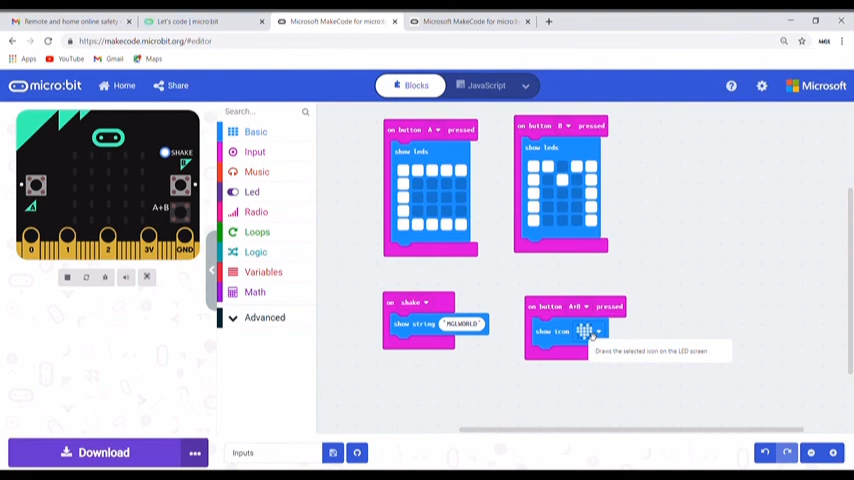 Remote and home online safety
Let's code | micro:bit
Microsoft MakeCode for micro:bit
Microsoft MakeCode for micro:bit
https://makecode.microbit.org/#editor
MGL
Apps
YouTube
Gmail
Maps
micro:bit
Home
Share
Blocks
JavaScript
Microsoft
Search...
Basic
Input
Music
Led
Radio
Loops
Logic
Variables
Math
Advanced
SHAKE
B
A
A+B
0 1 2 3V GND
on button A pressed
show leds
on button B pressed
show leds
on shake
show string "MGLWORLD"
on button A+B pressed
show icon
Draws the selected icon on the LED screen
Download
Inputs